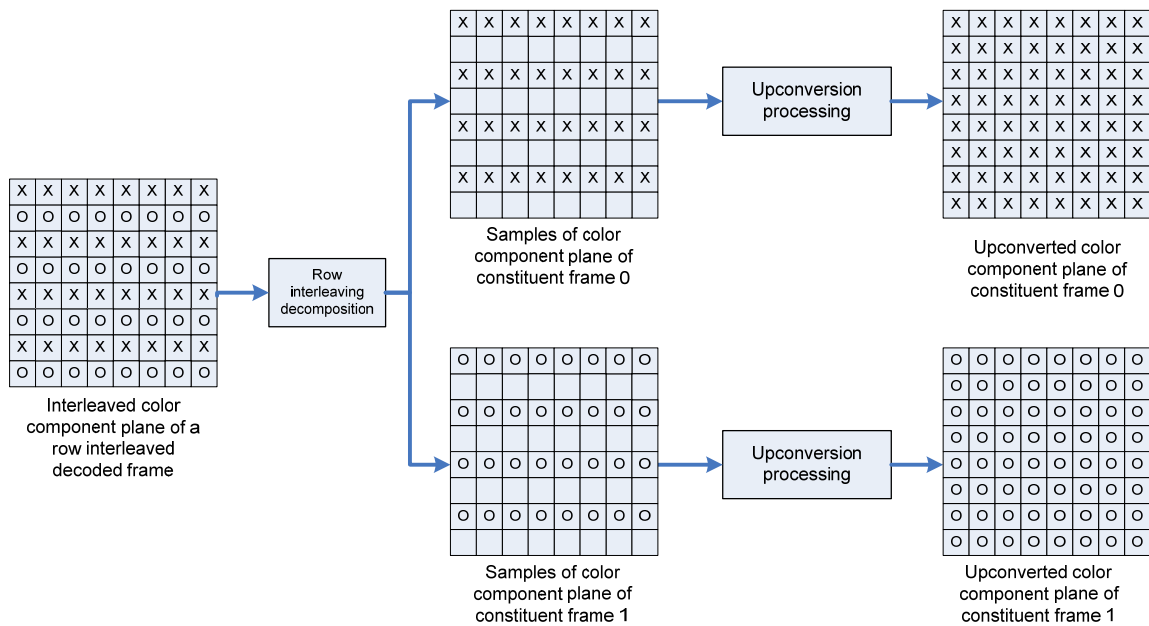 X X X X X X X X
X X X X X X X X
X X X X X X X X
X X X X X X X X
Samples of color
component plane of
constituent frame 0
Upconversion
processing
X X X X X X X X
X X X X X X X X
X X X X X X X X
X X X X X X X X
X X X X X X X X
X X X X X X X X
X X X X X X X X
X X X X X X X X
Upconverted color
component plane of
constituent frame 0
X X X X X X X X
O O O O O O O O
X X X X X X X X
O O O O O O O O
X X X X X X X X
O O O O O O O O
X X X X X X X X
O O O O O O O O
Interleaved color
component plane of a
row interleaved
decoded frame
Row
interleaving
decomposition
O O O O O O O O
O O O O O O O O
O O O O O O O O
O O O O O O O O
Samples of color
component plane of
constituent frame 1
Upconversion
processing
O O O O O O O O
O O O O O O O O
O O O O O O O O
O O O O O O O O
O O O O O O O O
O O O O O O O O
O O O O O O O O
O O O O O O O O
Upconverted color
component plane of
constituent frame 1